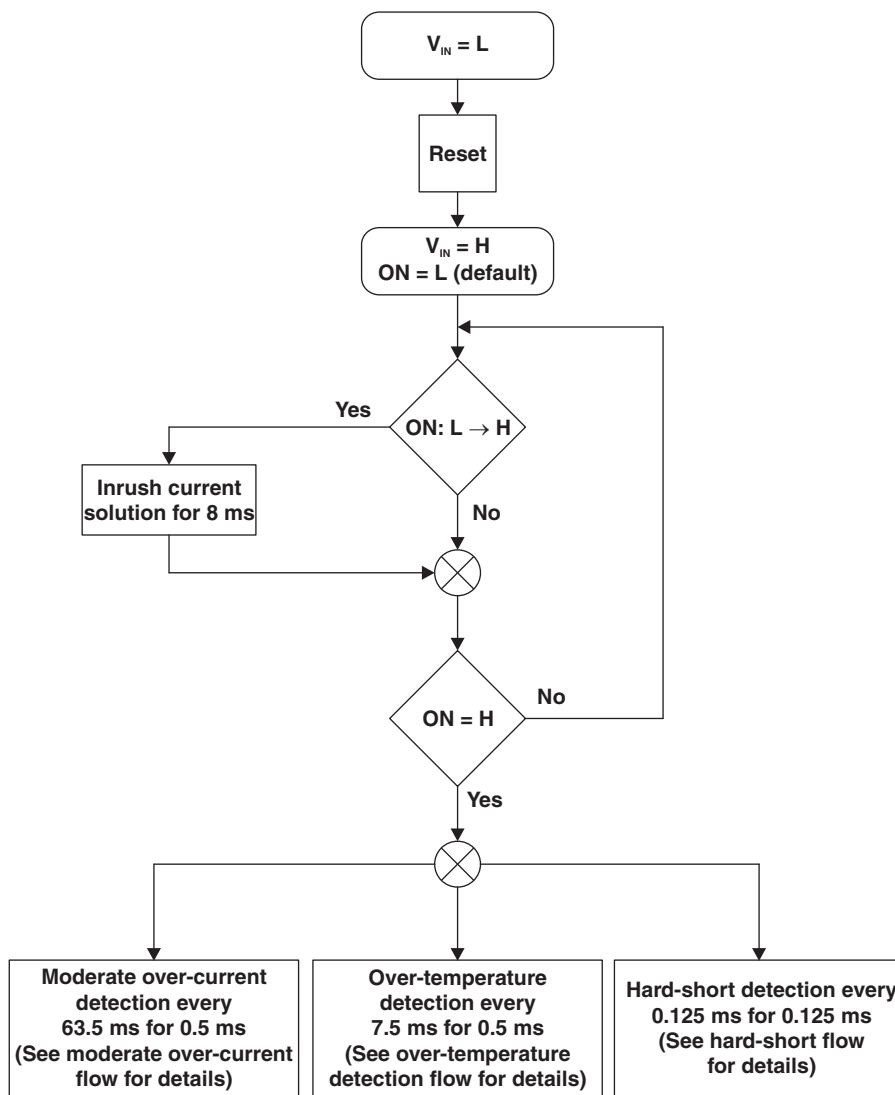 V_IN = L
Reset
V_IN = H
ON = L (default)
Yes
ON: L → H
Inrush current
solution for 8 ms
No
No
ON = H
Yes
Moderate over-current
detection every
63.5 ms for 0.5 ms
(See moderate over-current
flow for details)
Over-temperature
detection every
7.5 ms for 0.5 ms
(See over-temperature
detection flow for details)
Hard-short detection every
0.125 ms for 0.125 ms
(See hard-short flow
for details)